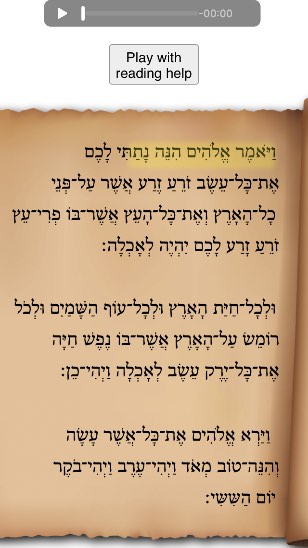 -00:00
Play with
reading help
וַיֹּאמֶר אֱלֹהִים הִנֵּה נָתַתִּי לָכֶם
אֶת־כָּל־עֵשֶׂב זֹרֵעַ זֶרַע אֲשֶׁר עַל־פְּנֵי
כָל־הָאָרֶץ וְאֶת־כָּל־הָעֵץ אֲשֶׁר־בּוֹ פְרִי־עֵץ
זֹרֵעַ זָרַע לָכֶם יִהְיֶה לְאָכְלָה׃
וּלְכָל־חַיַּת הָאָרֶץ וּלְכָל־עוֹף הַשָּׁמַיִם וּלְכֹל
רוֹמֵשׂ עַל־הָאָרֶץ אֲשֶׁר־בּוֹ נֶפֶשׁ חַיָּה
אֶת־כָּל־יֶרֶק עֵשֶׂב לְאָכְלָה וַיְהִי־כֵן׃
וַיַּרְא אֱלֹהִים אֶת־כָּל־אֲשֶׁר עָשָׂה
וְהִנֵּה־טוֹב מְאֹד וַיְהִי־עֶרֶב וַיְהִי־בֹקֶר
יוֹם הַשִּׁשִּׁי׃